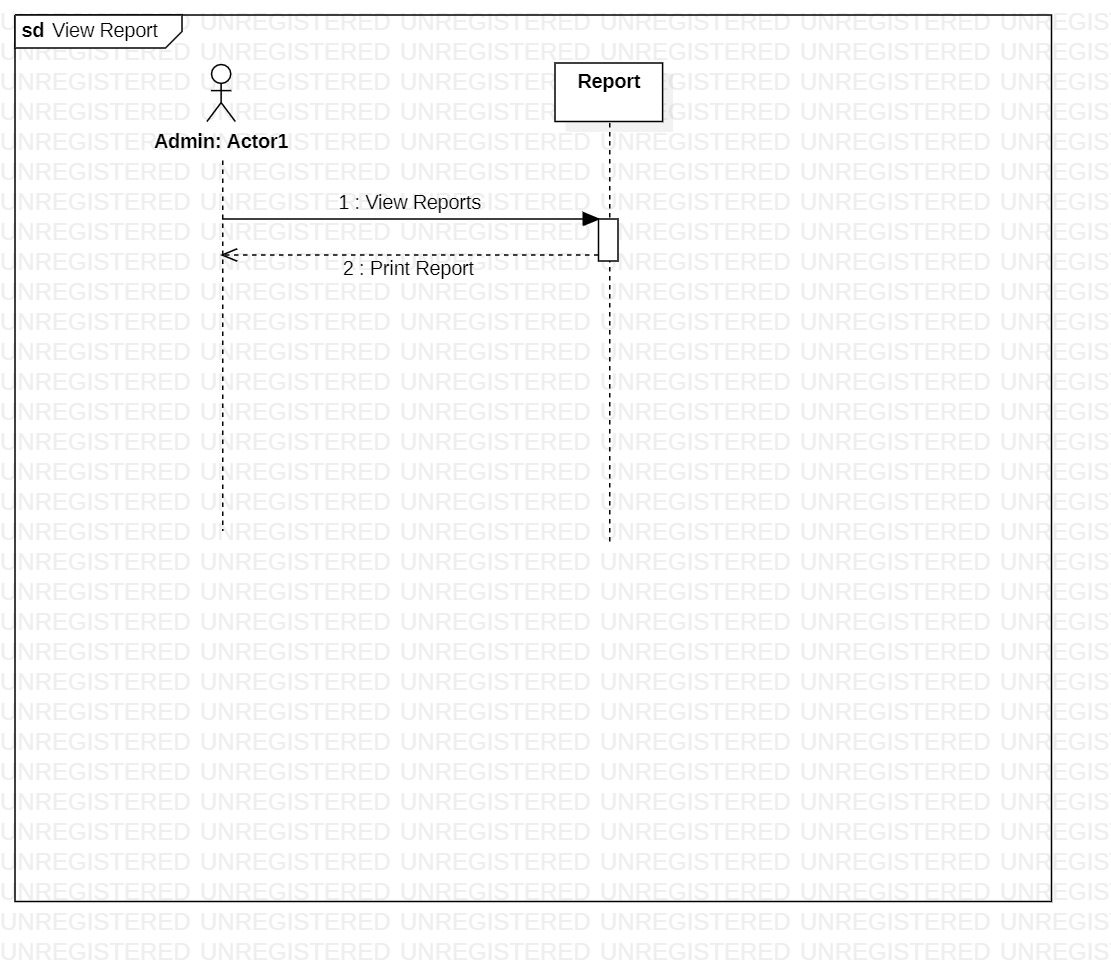 sd View Report
Admin: Actor1
Report
1 : View Reports
2 : Print Report
UNREGISTERED UNREGISTERED UNREGISTERED UNREGISTERED UNREGISTERED UNREGIS